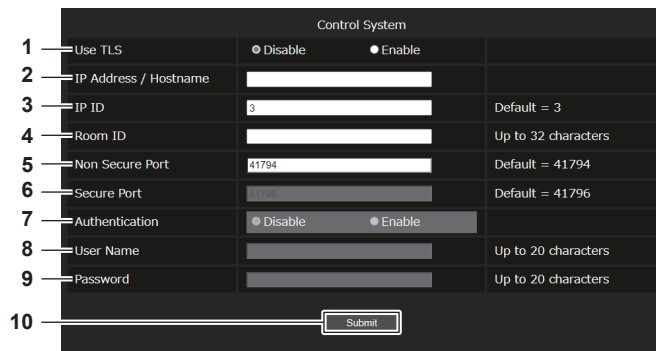 Control System
1 Use TLS Disable Enable
2 IP Address / Hostname
3 IP ID 3 Default = 3
4 Room ID Up to 32 characters
5 Non Secure Port 41794 Default = 41794
6 Secure Port 41796 Default = 41796
7 Authentication Disable Enable
8 User Name Up to 20 characters
9 Password Up to 20 characters
10 Submit